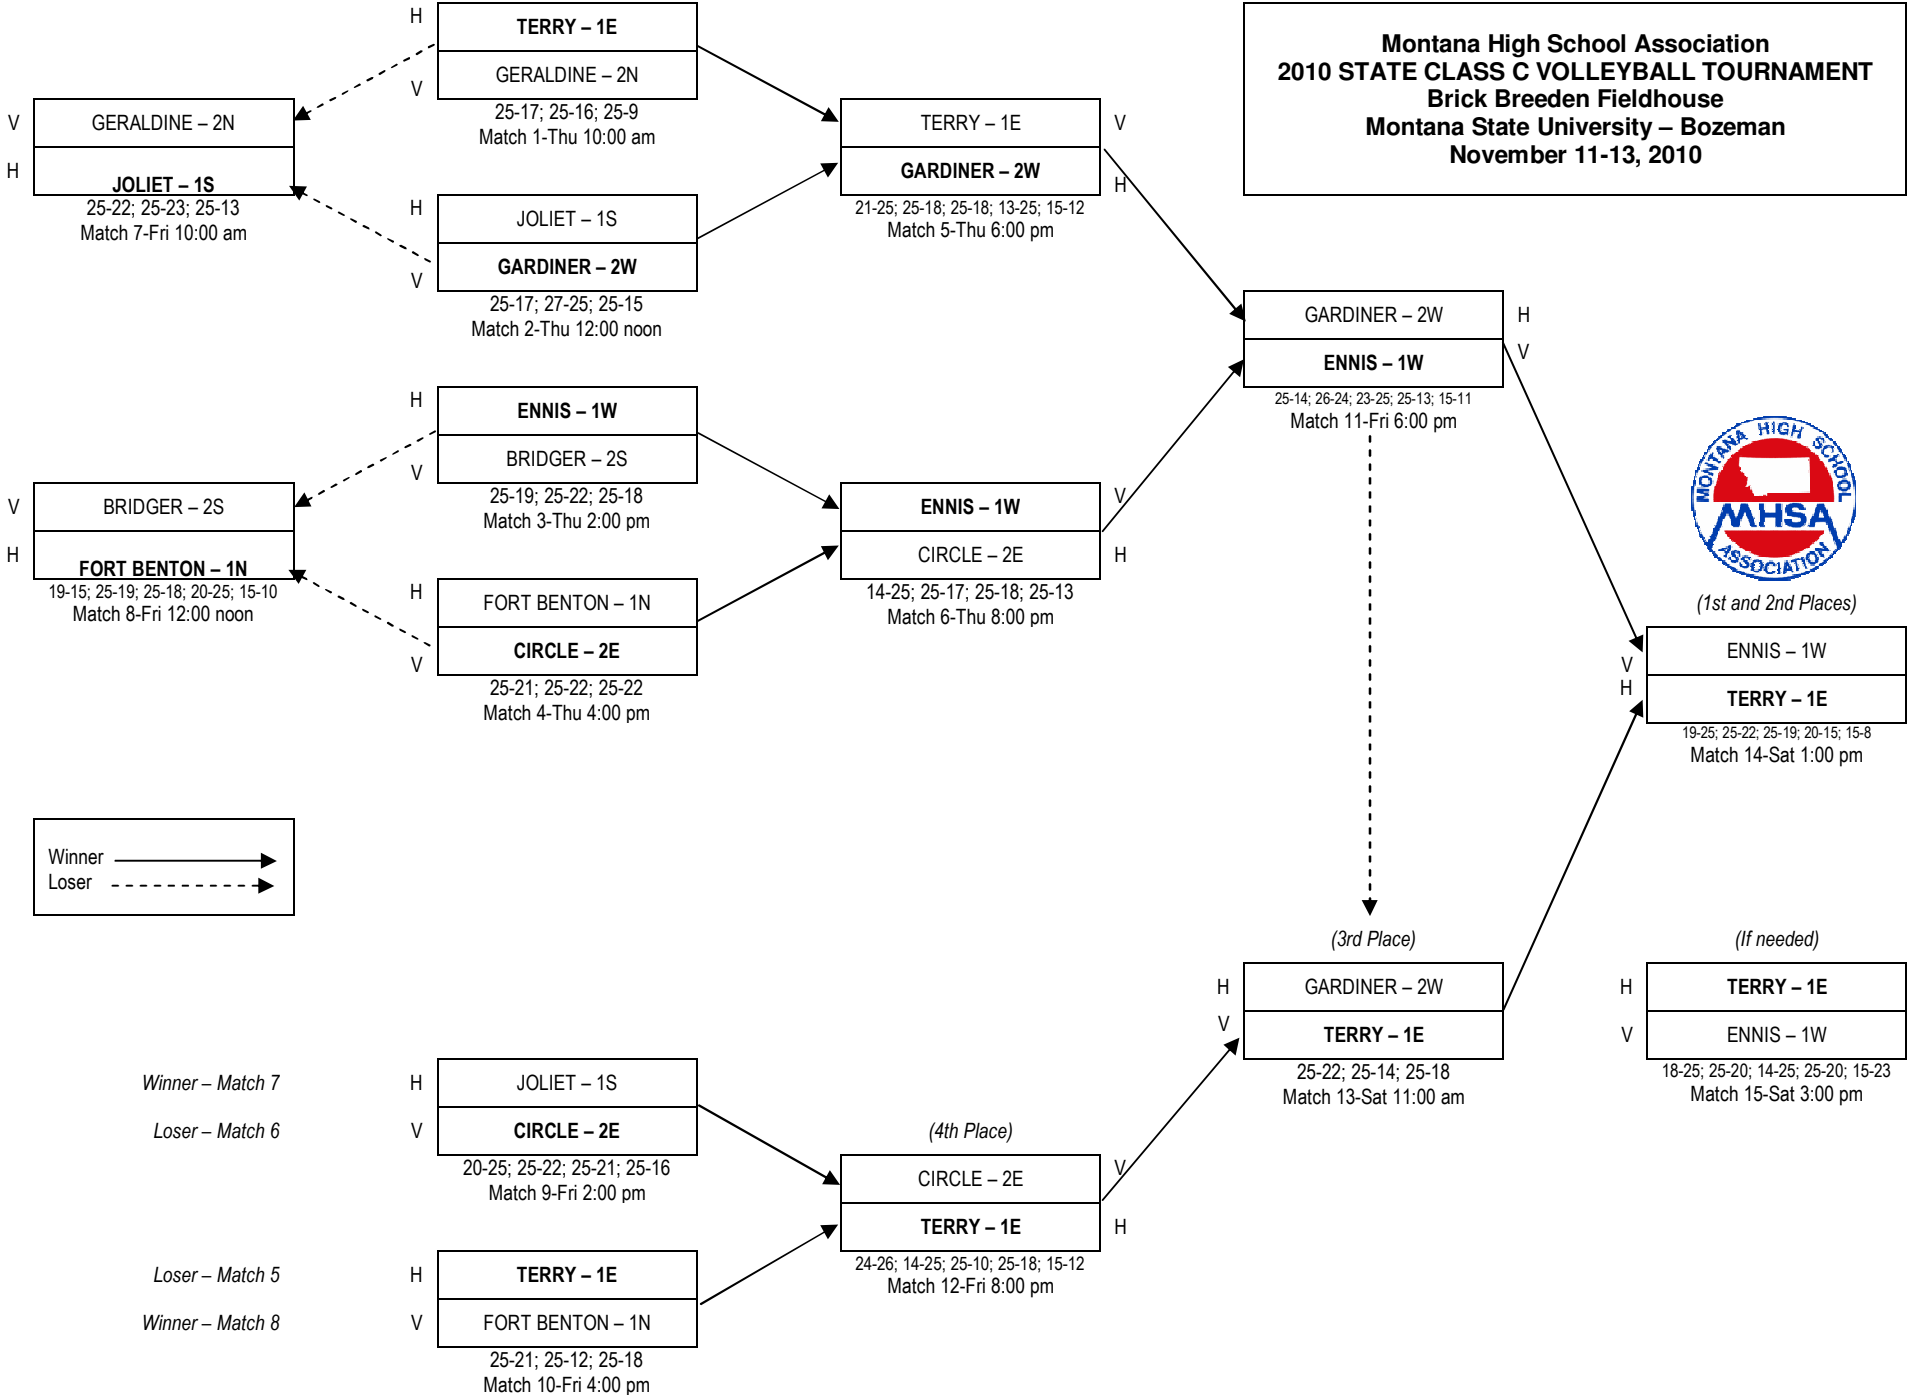 Montana High School Association
2010 STATE CLASS C VOLLEYBALL TOURNAMENT
Brick Breeden Fieldhouse
Montana State University – Bozeman
November 11-13, 2010
V
GERALDINE – 2N
H
JOLIET – 1S
25-22; 25-23; 25-13
Match 7-Fri 10:00 am
V
BRIDGER – 2S
H
FORT BENTON – 1N
19-15; 25-19; 25-18; 20-25; 15-10
Match 8-Fri 12:00 noon
Winner
Loser
H
TERRY – 1E
V
GERALDINE – 2N
25-17; 25-16; 25-9
Match 1-Thu 10:00 am
H
JOLIET – 1S
V
GARDINER – 2W
25-17; 27-25; 25-15
Match 2-Thu 12:00 noon
H
ENNIS – 1W
V
BRIDGER – 2S
25-19; 25-22; 25-18
Match 3-Thu 2:00 pm
H
FORT BENTON – 1N
V
CIRCLE – 2E
25-21; 25-22; 25-22
Match 4-Thu 4:00 pm
TERRY – 1E
V
GARDINER – 2W
H
21-25; 25-18; 25-18; 13-25; 15-12
Match 5-Thu 6:00 pm
ENNIS – 1W
V
CIRCLE – 2E
H
14-25; 25-17; 25-18; 25-13
Match 6-Thu 8:00 pm
GARDINER – 2W
H
ENNIS – 1W
V
25-14; 26-24; 23-25; 25-13; 15-11
Match 11-Fri 6:00 pm
MONTANA HIGH SCHOOL
MHSA
ASSOCIATION
(1st and 2nd Places)
ENNIS – 1W
V
H
TERRY – 1E
19-25; 25-22; 25-19; 20-15; 15-8
Match 14-Sat 1:00 pm
(3rd Place)
H
GARDINER – 2W
V
TERRY – 1E
25-22; 25-14; 25-18
Match 13-Sat 11:00 am
(If needed)
H
TERRY – 1E
V
ENNIS – 1W
18-25; 25-20; 14-25; 25-20; 15-23
Match 15-Sat 3:00 pm
Winner – Match 7
H
JOLIET – 1S
Loser – Match 6
V
CIRCLE – 2E
20-25; 25-22; 25-21; 25-16
Match 9-Fri 2:00 pm
Loser – Match 5
H
TERRY – 1E
Winner – Match 8
V
FORT BENTON – 1N
25-21; 25-12; 25-18
Match 10-Fri 4:00 pm
(4th Place)
CIRCLE – 2E
V
TERRY – 1E
H
24-26; 14-25; 25-10; 25-18; 15-12
Match 12-Fri 8:00 pm